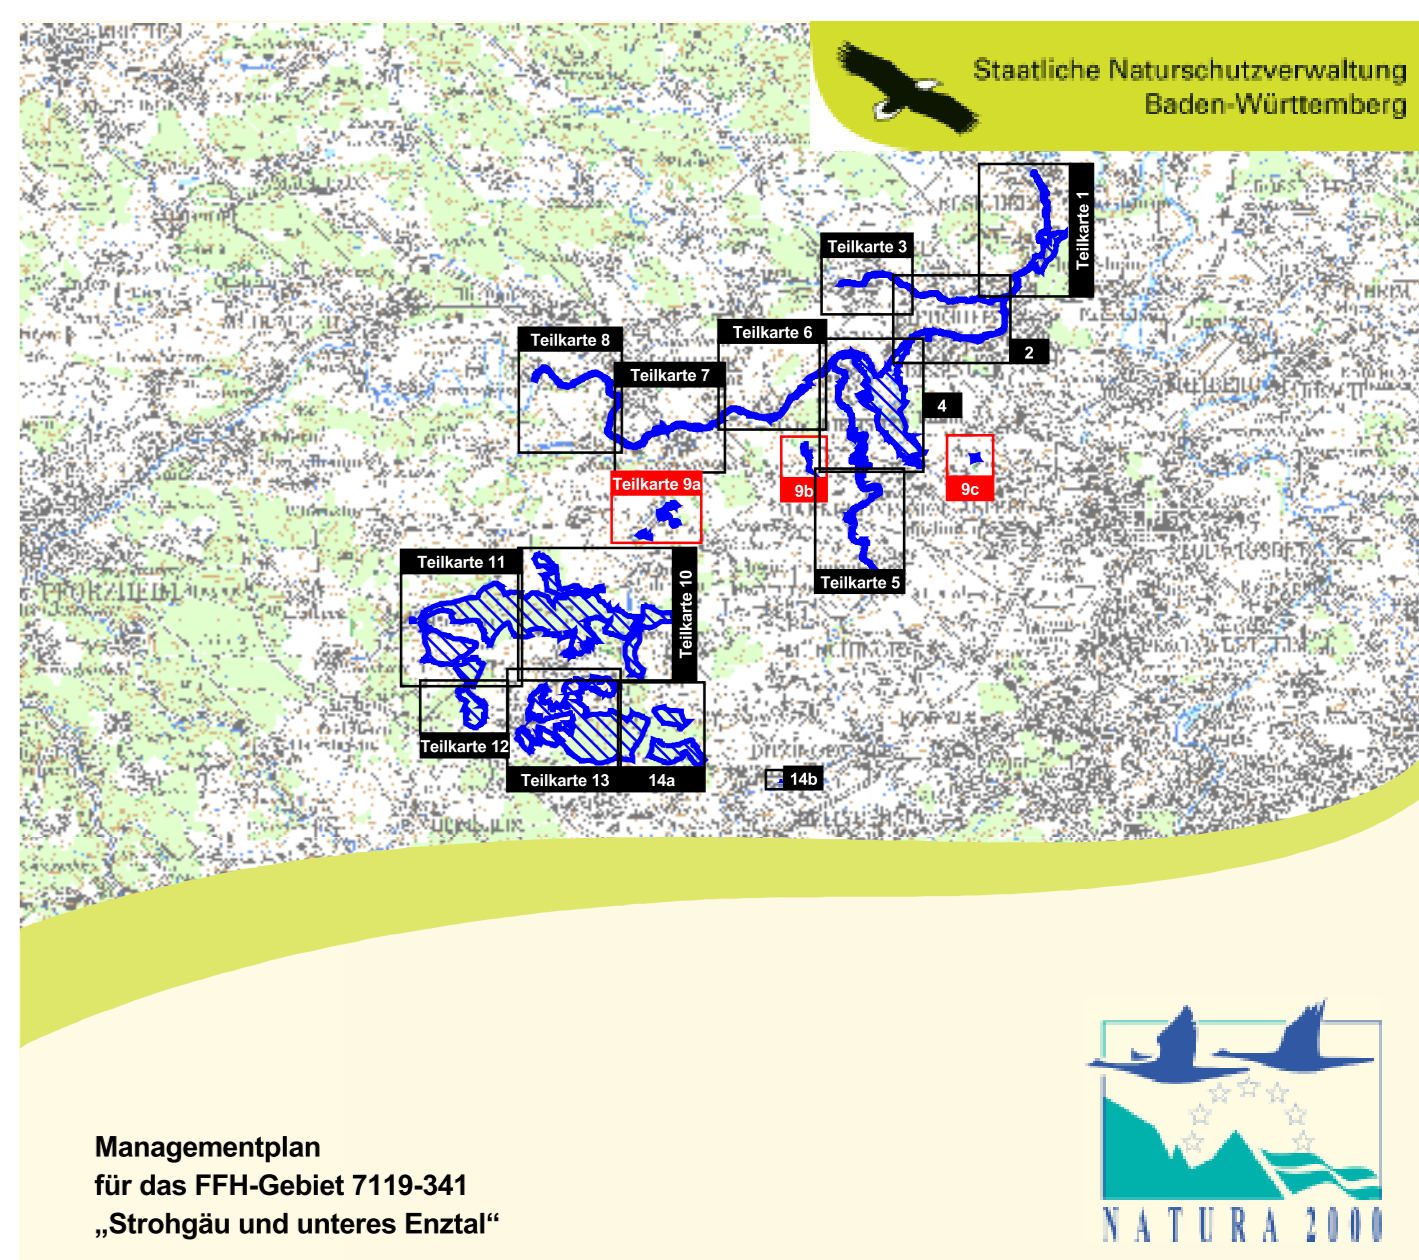 Staatliche Naturschutzverwaltung
Baden-Württemberg
Teilkarte 1
Teilkarte 3
2
Teilkarte 6
Teilkarte 8
Teilkarte 7
4
Teilkarte 9a
9b
9c
Teilkarte 5
Teilkarte 11
Teilkarte 10
Teilkarte 12
Teilkarte 13
14a
14b
Managementplan
für das FFH-Gebiet 7119-341
„Strohgäu und unteres Enztal“
NATURA 2000